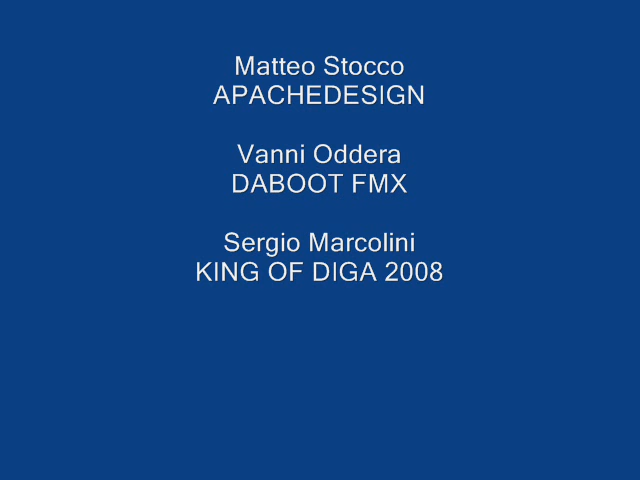 Matteo Stocco
APACHEDESIGN
Vanni Oddera
DABOOT FMX
Sergio Marcolini
KING OF DIGA 2008